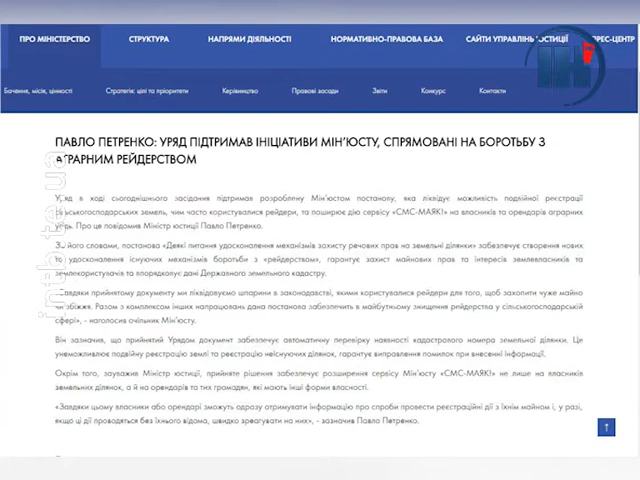 ПРО МІНІСТЕРСТВО СТРУКТУРА НАПРЯМИ ДІЯЛЬНОСТІ НОРМАТИВНО-ПРАВОВА БАЗА САЙТИ УПРАВЛІНЬ ЮСТИЦІЇ ПРЕС-ЦЕНТР
Бачення, місія, цінності Стратегія: цілі та пріоритети Керівництво Правові засади Звіти Конкурс Контакти
ПАВЛО ПЕТРЕНКО: УРЯД ПІДТРИМАВ ІНІЦІАТИВИ МІН'ЮСТУ, СПРЯМОВАНІ НА БОРОТЬБУ З
АГРАРНИМ РЕЙДЕРСТВОМ
Уряд в ході сьогоднішнього засідання підтримав розроблену Мін'юстом постанову, яка ліквідує можливість подвійної реєстрації
сільськогосподарських земель, чим часто користувалися рейдери, та поширює дію сервісу «СМС-МАЯК!» на власників та орендарів аграрних
угідь. Про це повідомив Міністр юстиції Павло Петренко.
За його словами, постанова «Деякі питання удосконалення механізмів захисту речових прав на земельні ділянки» забезпечує створення нових
та удосконалення існуючих механізмів боротьби з «рейдерством», гарантує захист майнових прав та інтересів землевласників та
землекористувачів та впорядковує дані Державного земельного кадастру.
«Завдяки прийнятому документу ми ліквідовуємо шпарини в законодавстві, якими користувалися рейдери для того, щоб захопити чуже майно
чи збіжжя. Разом з комплексом інших напрацювань дана постанова забезпечить в майбутньому знищення рейдерства у сільськогосподарській
сфері», - наголосив очільник Мін'юсту.
Він зазначив, що прийнятий Урядом документ забезпечує автоматичну перевірку наявності кадастрового номера земельної ділянки. Це
унеможливлює подвійну реєстрацію землі та реєстрацію неіснуючих ділянок, гарантує виправлення помилок при внесенні інформації.
Окрім того, зауважив Міністр юстиції, прийняте рішення забезпечує розширення сервісу Мін'юсту «СМС-МАЯК!» не лише на власників
земельних ділянок, а й на орендарів та тих громадян, які мають інші форми власності.
«Завдяки цьому власники або орендарі зможуть одразу отримувати інформацію про спроби провести реєстраційні дії з їхнім майном і, у разі,
якщо ці дії проводяться без їхнього відома, швидко зреагувати на них», - зазначив Павло Петренко.
intb.te.ua